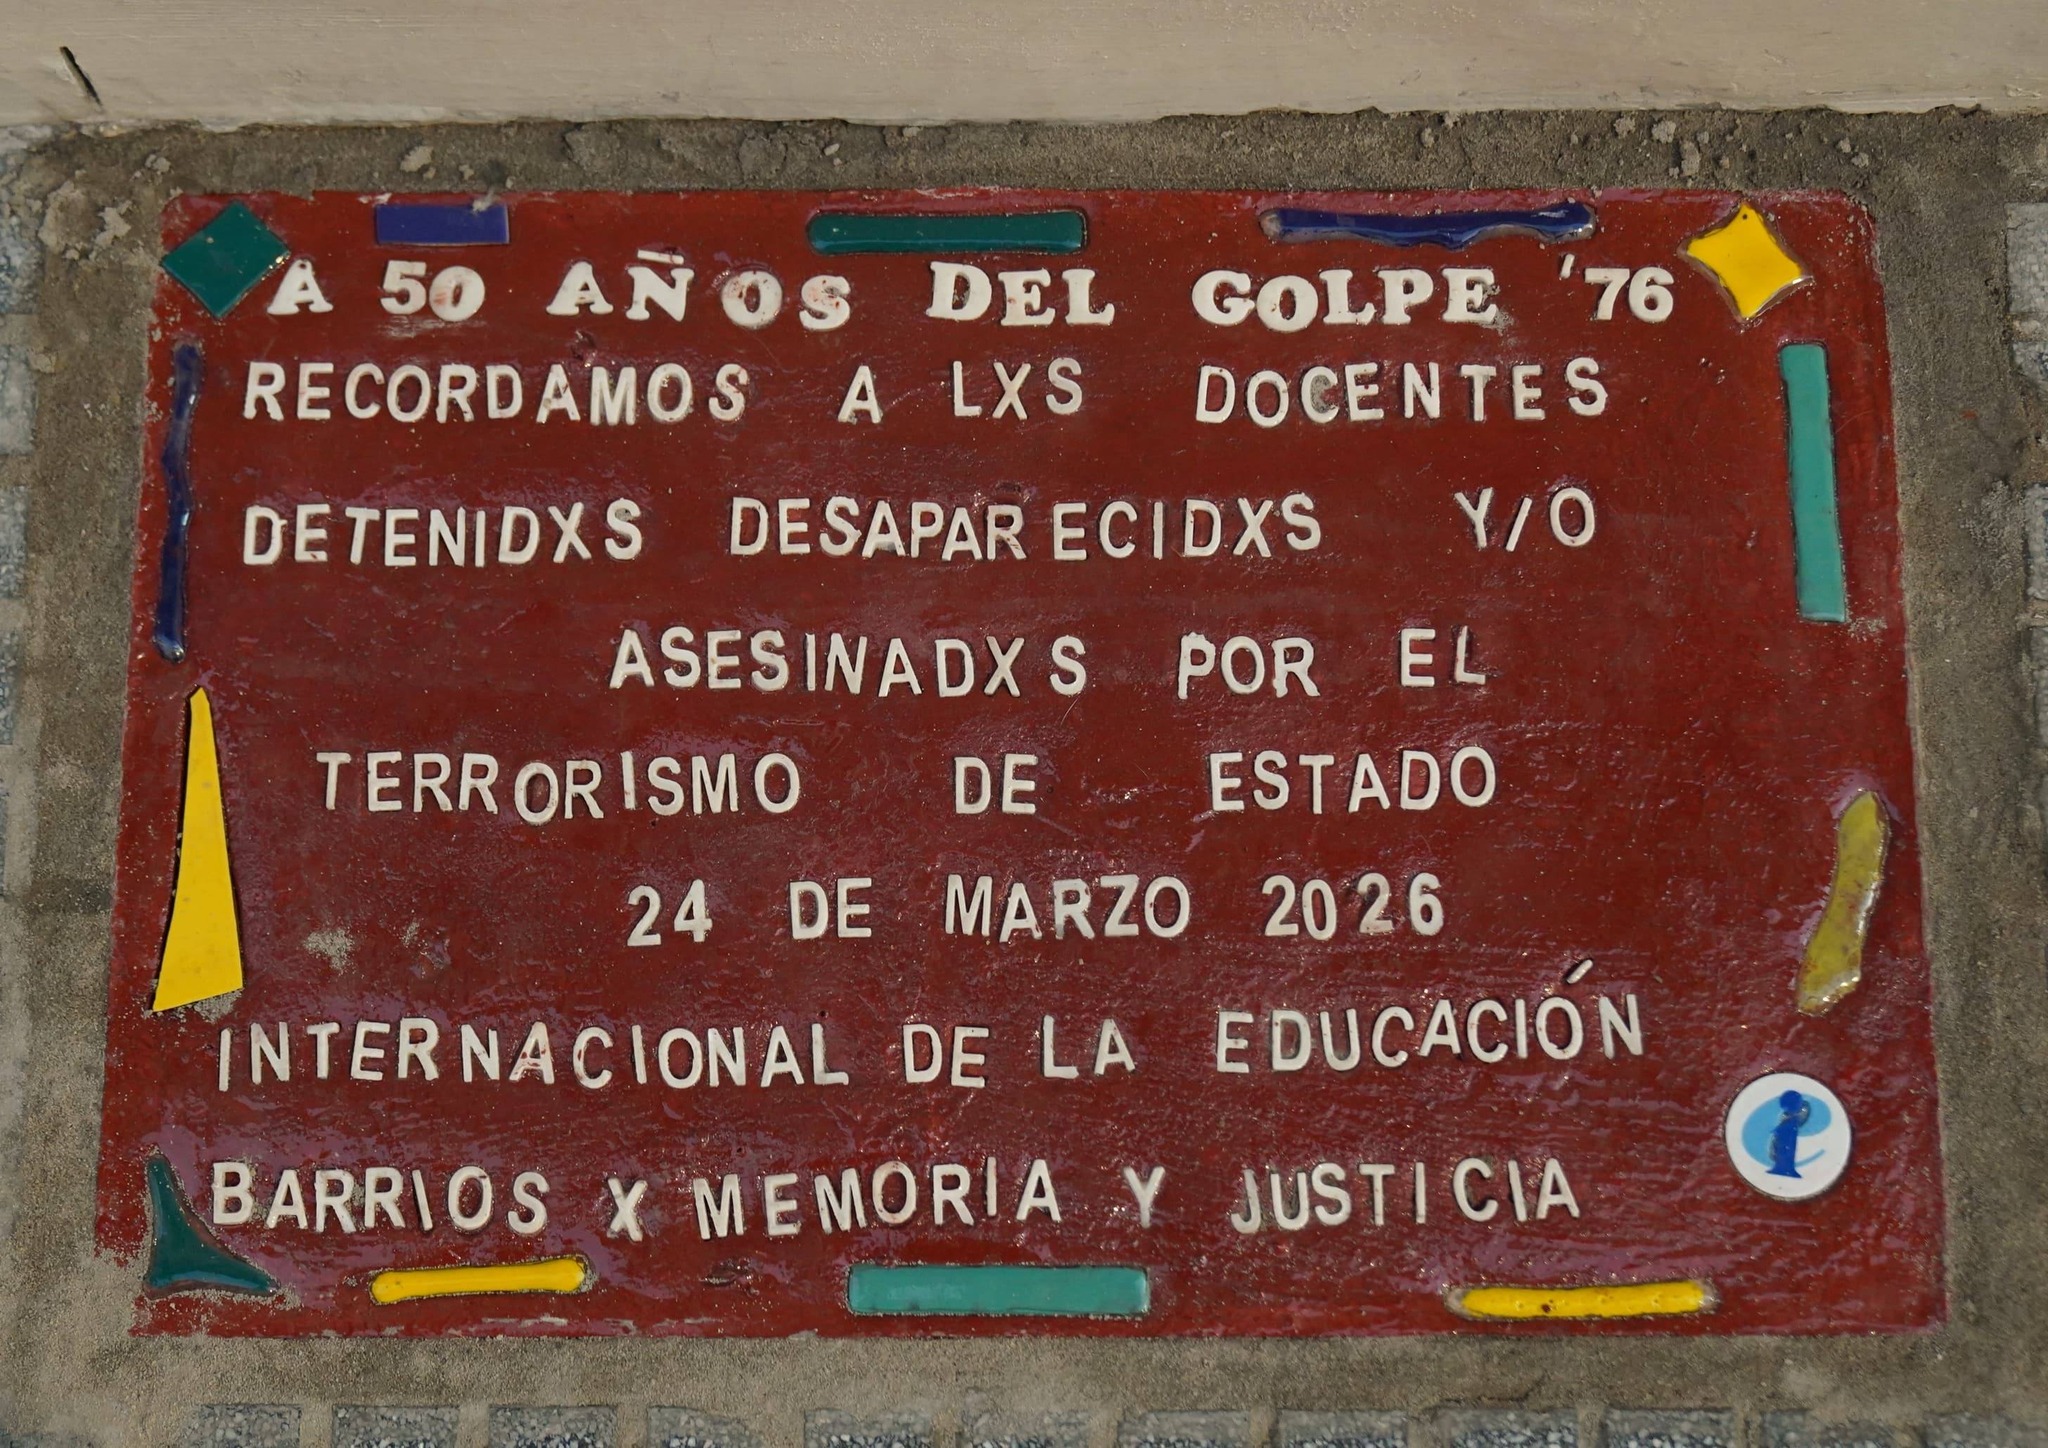 A 50 AÑOS DEL GOLPE '76
RECORDAMOS A LXS DOCENTES
DETENIDXS DESAPARECIDXS Y/O
ASESINADXS POR EL
TERRORISMO DE ESTADO
24 DE MARZO 2026
INTERNACIONAL DE LA EDUCACIÓN
BARRIOS X MEMORIA Y JUSTICIA
ei